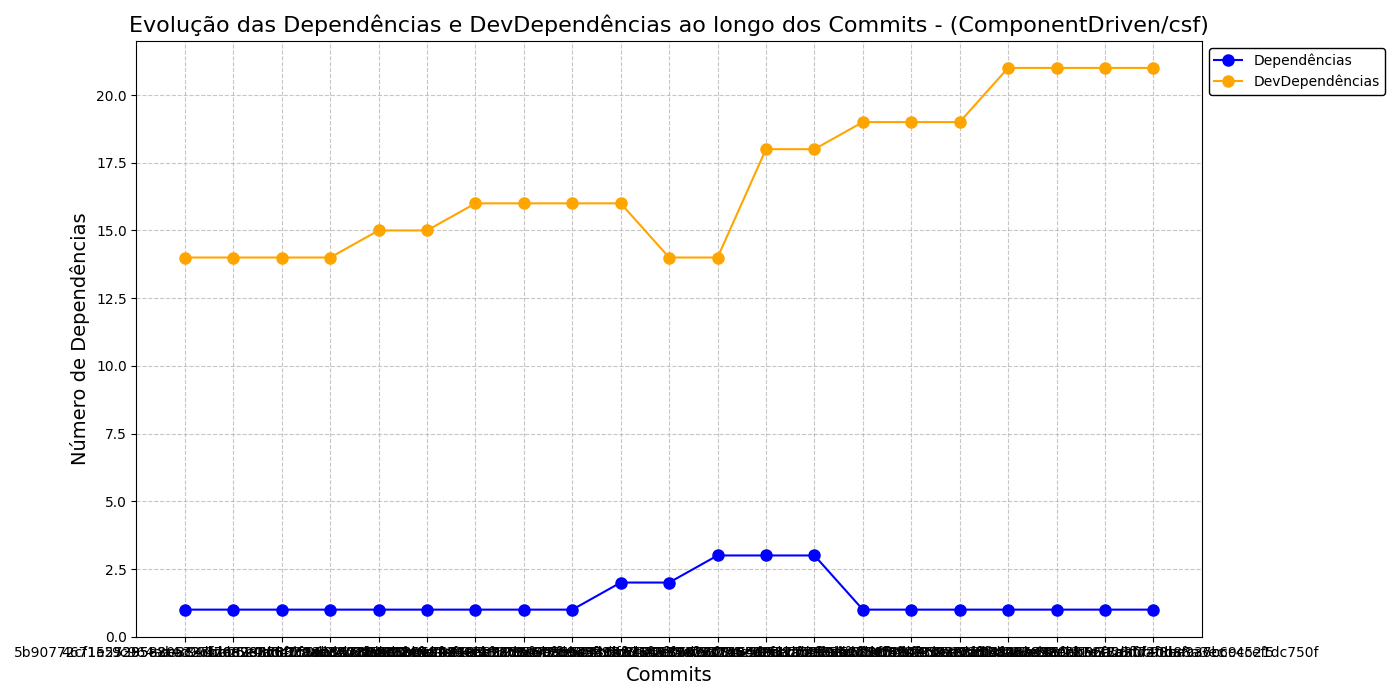 Evolução das Dependências e DevDependências ao longo dos Commits - (ComponentDriven/csf)
Dependências
DevDependências
20.0
17.5
15.0
12.5
10.0
7.5
5.0
2.5
0.0
Número de Dependências
Commits